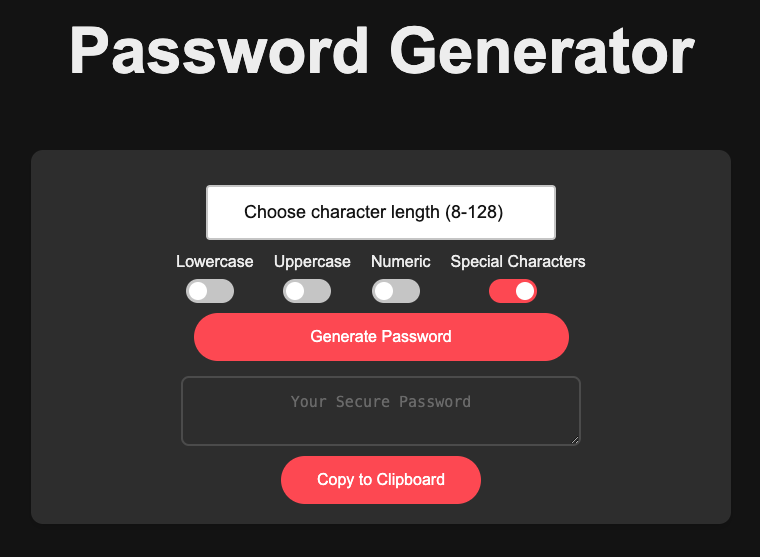 Password Generator
Choose character length (8-128)
Lowercase Uppercase Numeric Special Characters
Generate Password
Your Secure Password
Copy to Clipboard